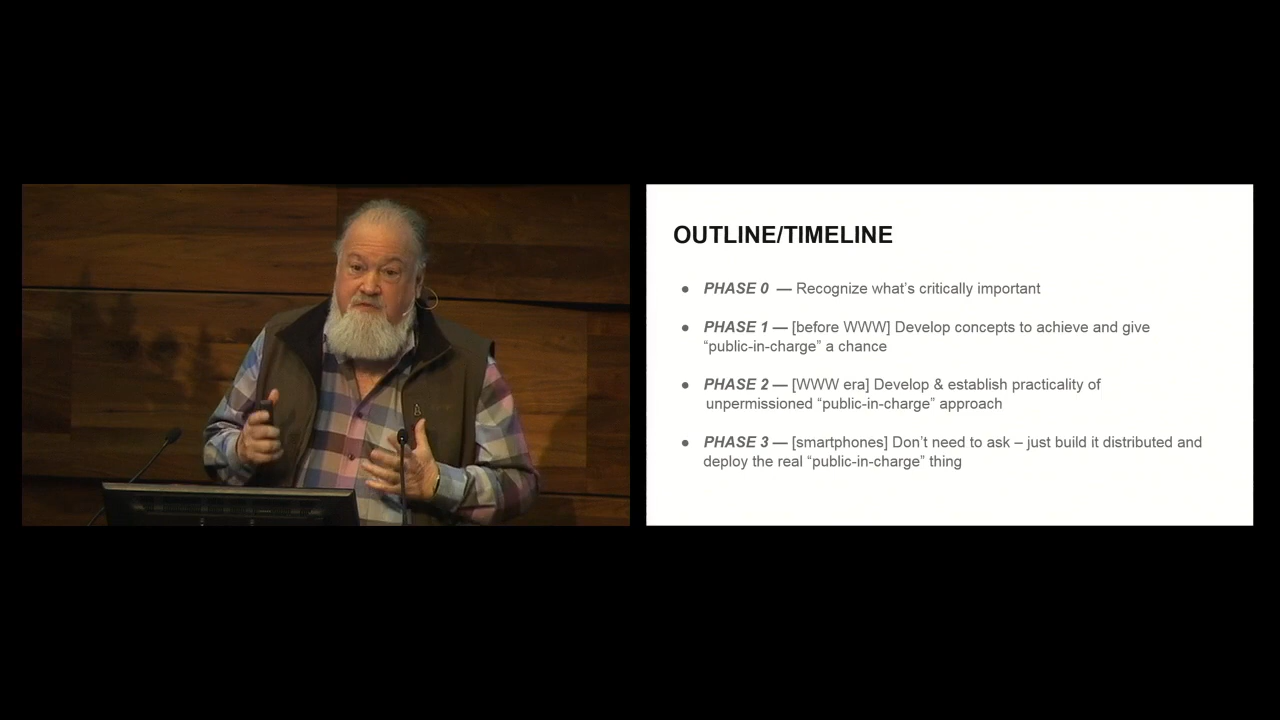 OUTLINE/TIMELINE
● PHASE 0 — Recognize what’s critically important
● PHASE 1 — [before WWW] Develop concepts to achieve and give
“public-in-charge” a chance
● PHASE 2 — [WWW era] Develop & establish practicality of
unpermissioned “public-in-charge” approach
● PHASE 3 — [smartphones] Don’t need to ask – just build it distributed and
deploy the real “public-in-charge” thing